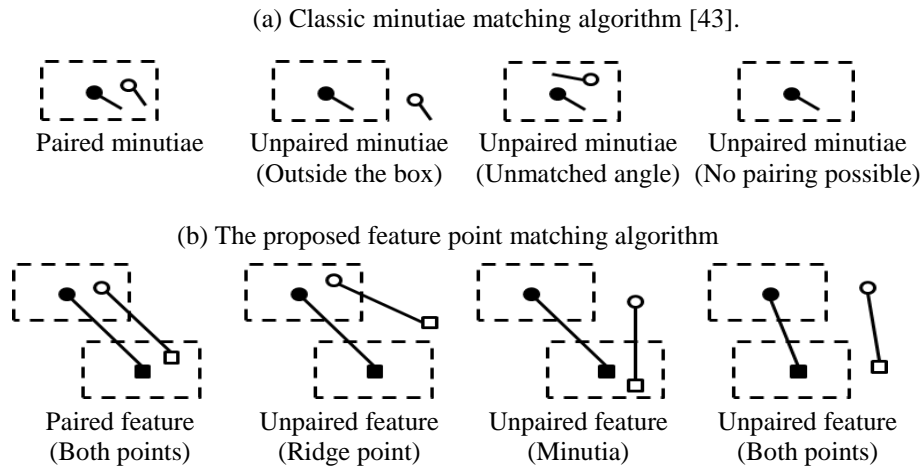 (a) Classic minutiae matching algorithm [43].
Paired minutiae
Unpaired minutiae
(Outside the box)
Unpaired minutiae
(Unmatched angle)
Unpaired minutiae
(No pairing possible)
(b) The proposed feature point matching algorithm
Paired feature
(Both points)
Unpaired feature
(Ridge point)
Unpaired feature
(Minutia)
Unpaired feature
(Both points)